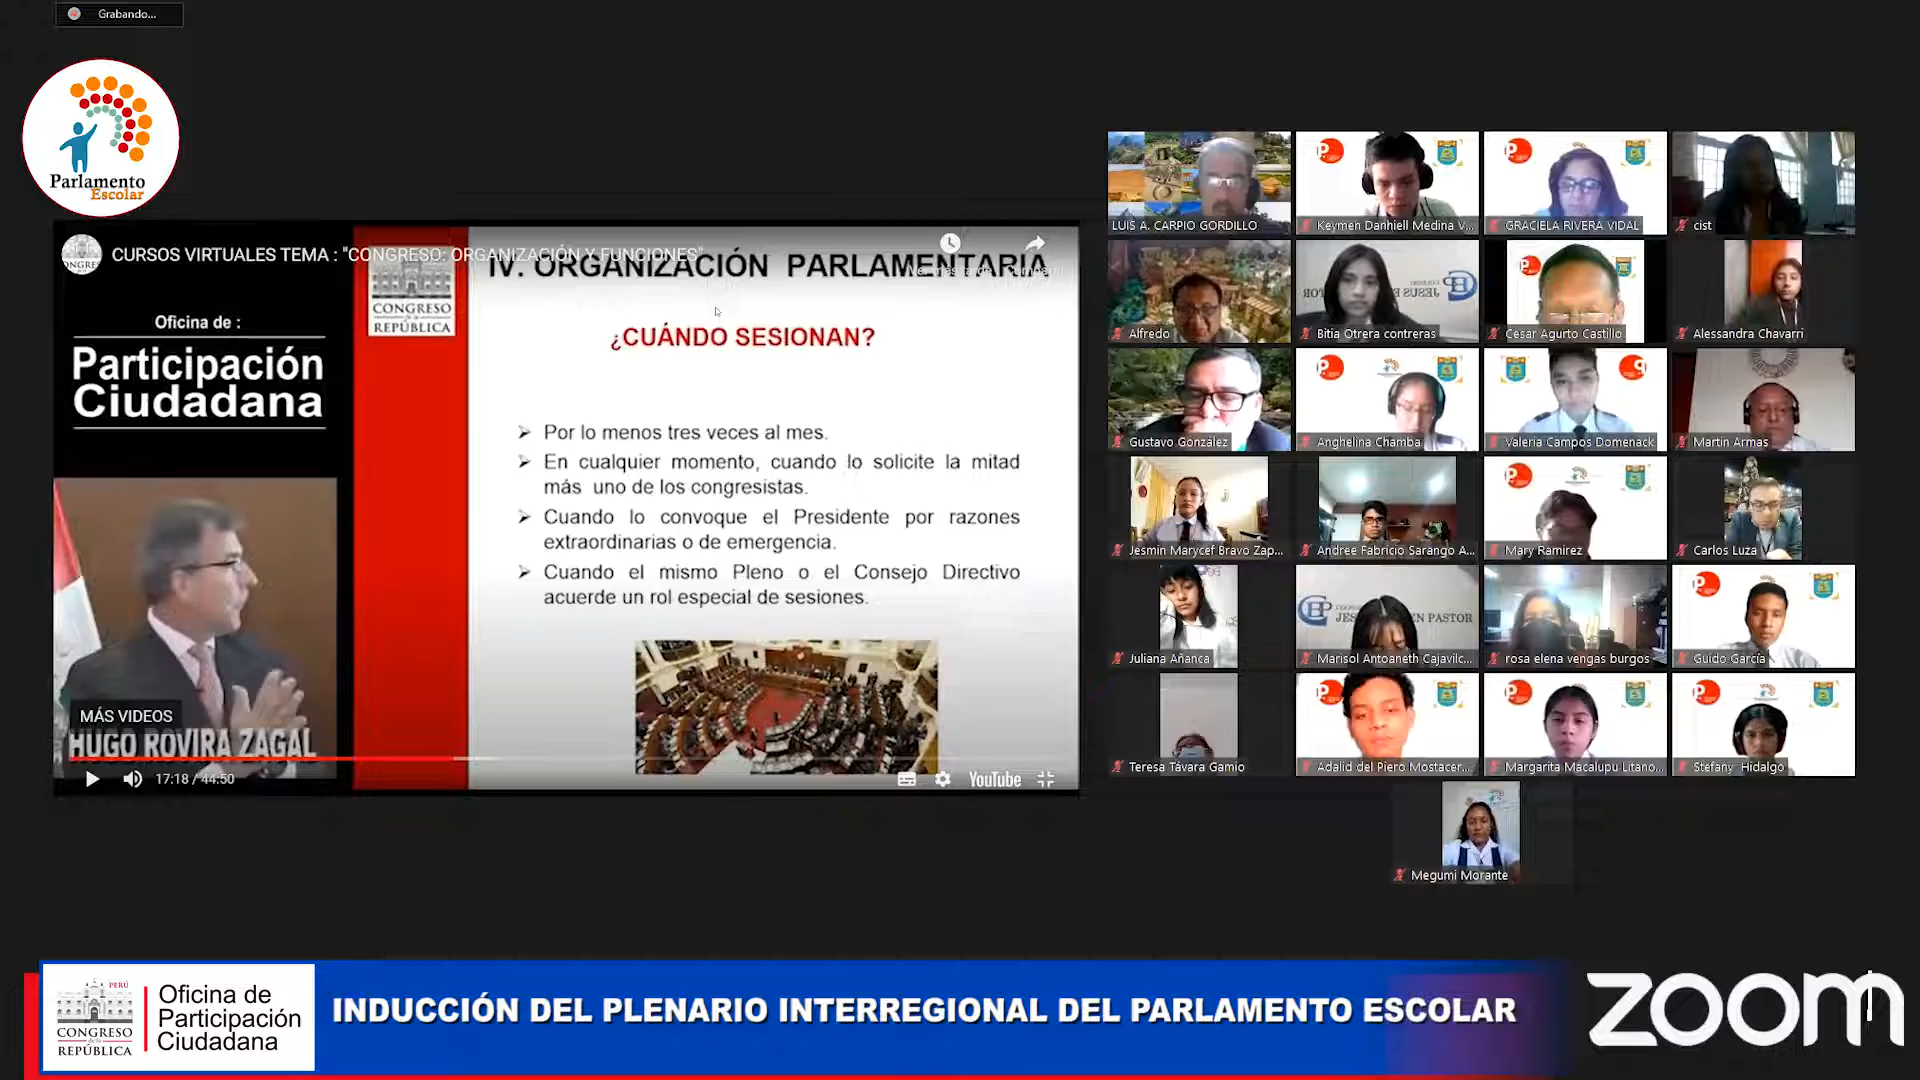 Grabando...
Parlamento
Escolar
CURSOS VIRTUALES TEMA : "CONGRESO: ORGANIZACIÓN Y FUNCIONES"
IV. ORGANIZACIÓN PARLAMENTARIA
CONGRESO
REPÚBLICA
Oficina de :
Participación
Ciudadana
¿CUÁNDO SESIONAN?
➢ Por lo menos tres veces al mes.
➢ En cualquier momento, cuando lo solicite la mitad
más uno de los congresistas.
➢ Cuando lo convoque el Presidente por razones
extraordinarias o de emergencia.
➢ Cuando el mismo Pleno o el Consejo Directivo
acuerde un rol especial de sesiones.
MÁS VIDEOS
HUGO ROVIRA ZAGAL
17:18 / 44:50
YouTube
LUIS A. CARPIO GORDILLO
Keymen Danhiell Medina V...
GRACIELA RIVERA VIDAL
cist
Alfredo
Bitia Otrera contreras
Cesar Agurto Castillo
Alessandra Chavarri
Gustavo González
Anghelina Chamba
Valeria Campos Domenack
Martin Armas
Jesmin Marycef Bravo Zap...
Andree Fabricio Sarango A...
Mary Ramirez
Carlos Luza
Juliana Añanca
Marisol Antoaneth Cajavilc...
rosa elena vengas burgos
Guido García
Teresa Távara Gamio
Adalid del Piero Mostacer...
Margarita Macalupu Litano...
Stefany Hidalgo
Megumi Morante
PERÚ
CONGRESO
de la
REPÚBLICA
Oficina de
Participación
Ciudadana
INDUCCIÓN DEL PLENARIO INTERREGIONAL DEL PARLAMENTO ESCOLAR
zoom